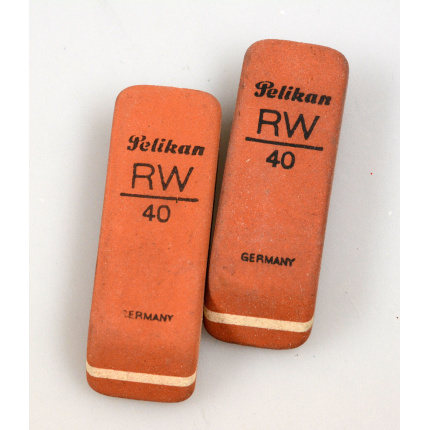 Pelikan
RW
40
GERMANY
Pelikan
RW
40
GERMANY